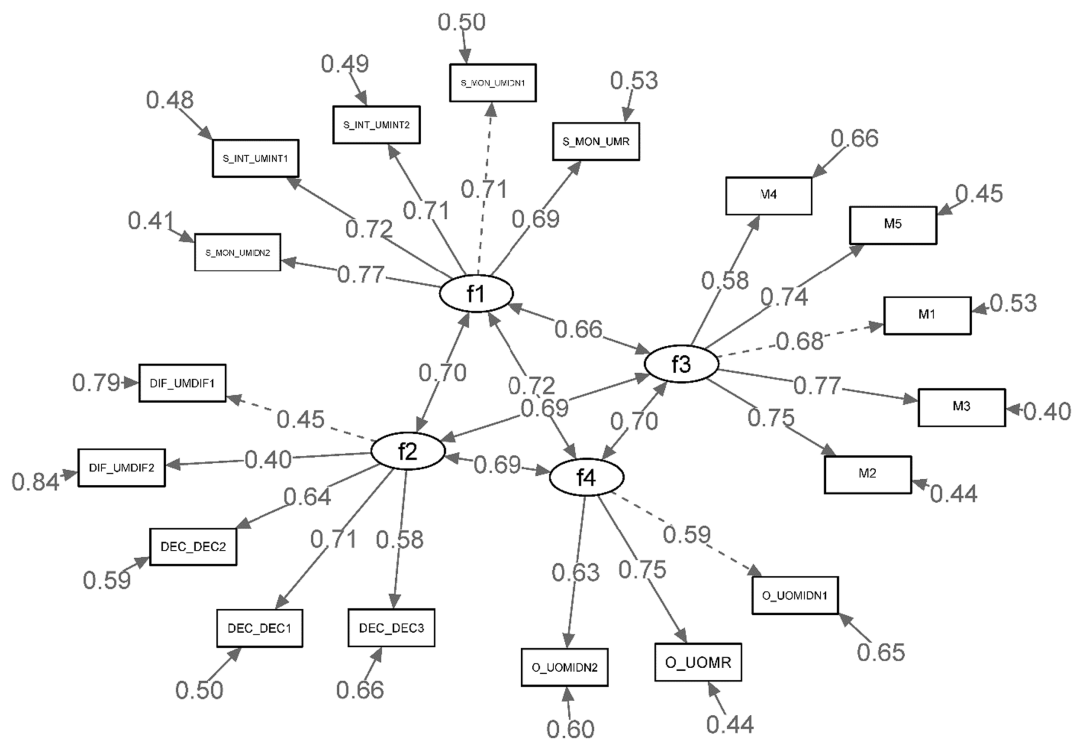 0.50
0.49
S_MON_UMIDN1
0.53
0.48
S_INT_UMINT2
S_MON_UMR
0.66
S_INT_UMINT1
M4
0.45
0.71
0.41
0.71
0.69
M5
0.72
S_MON_UMIDN2
0.77
0.58
0.74
f1
0.53
M1
0.66
0.68
f3
0.70
0.72
0.77
DIF_UMDIF1
0.79
0.69
M3
0.40
0.45
0.75
0.70
f2
0.40
0.69
f4
M2
DIF_UMDIF2
0.84
0.44
0.64
0.71
0.58
0.59
DEC_DEC2
0.63
0.75
0.59
O_UOMIDN1
DEC_DEC1
DEC_DEC3
0.65
O_UOMIDN2
O_UOMR
0.50
0.66
0.60
0.44